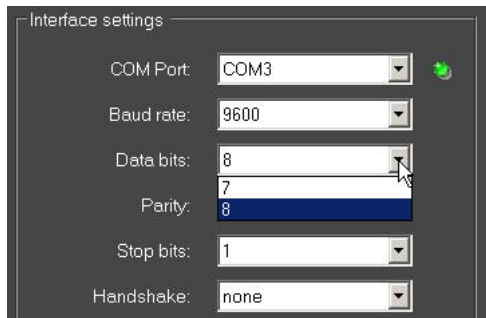 Interface settings
COM Port: COM3
Baud rate: 9600
Data bits: 8
7
Parity: 8
Stop bits: 1
Handshake: none